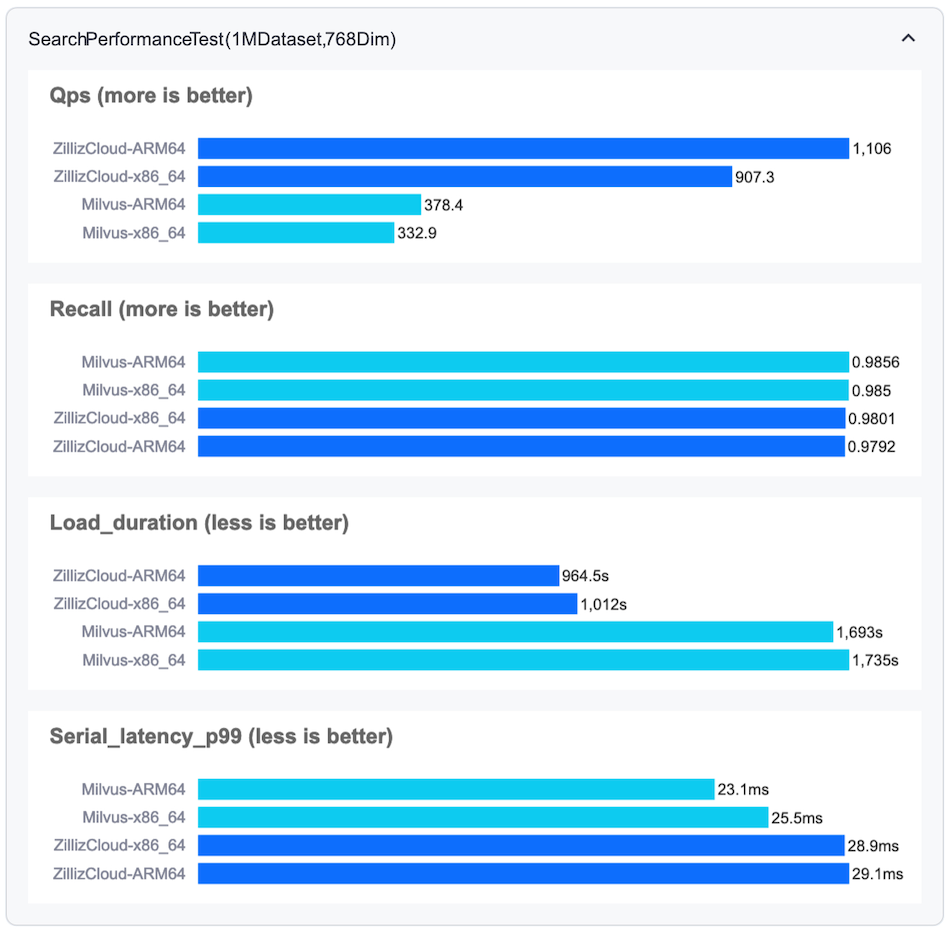 SearchPerformanceTest(1MDataset,768Dim)
Qps (more is better)
ZillizCloud-ARM64 1,106
ZillizCloud-x86_64 907.3
Milvus-ARM64 378.4
Milvus-x86_64 332.9
Recall (more is better)
Milvus-ARM64 0.9856
Milvus-x86_64 0.985
ZillizCloud-x86_64 0.9801
ZillizCloud-ARM64 0.9792
Load_duration (less is better)
ZillizCloud-ARM64 964.5s
ZillizCloud-x86_64 1,012s
Milvus-ARM64 1,693s
Milvus-x86_64 1,735s
Serial_latency_p99 (less is better)
Milvus-ARM64 23.1ms
Milvus-x86_64 25.5ms
ZillizCloud-x86_64 28.9ms
ZillizCloud-ARM64 29.1ms